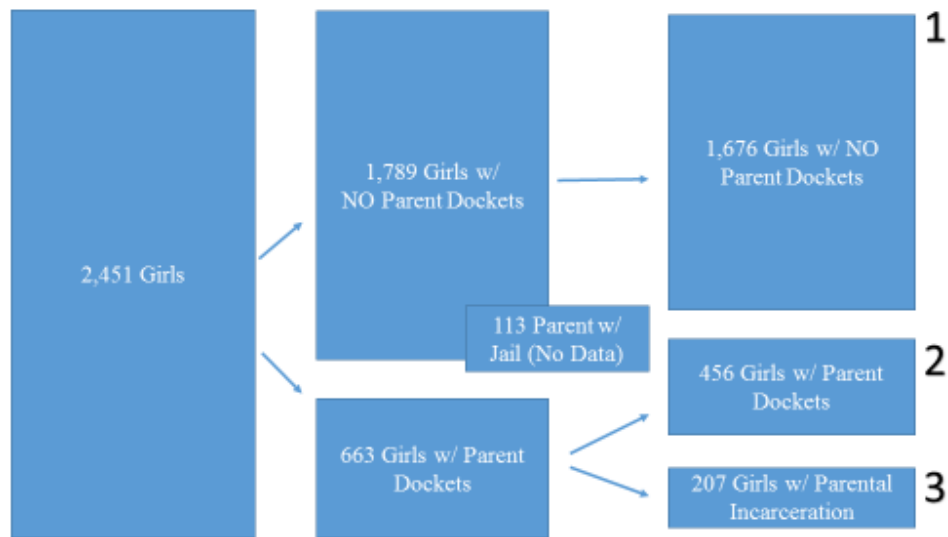 2,451 Girls
1,789 Girls w/
NO Parent Dockets
113 Parent w/
Jail (No Data)
663 Girls w/ Parent
Dockets
1,676 Girls w/ NO
Parent Dockets
1
456 Girls w/ Parent
Dockets
2
207 Girls w/ Parental
Incarceration
3